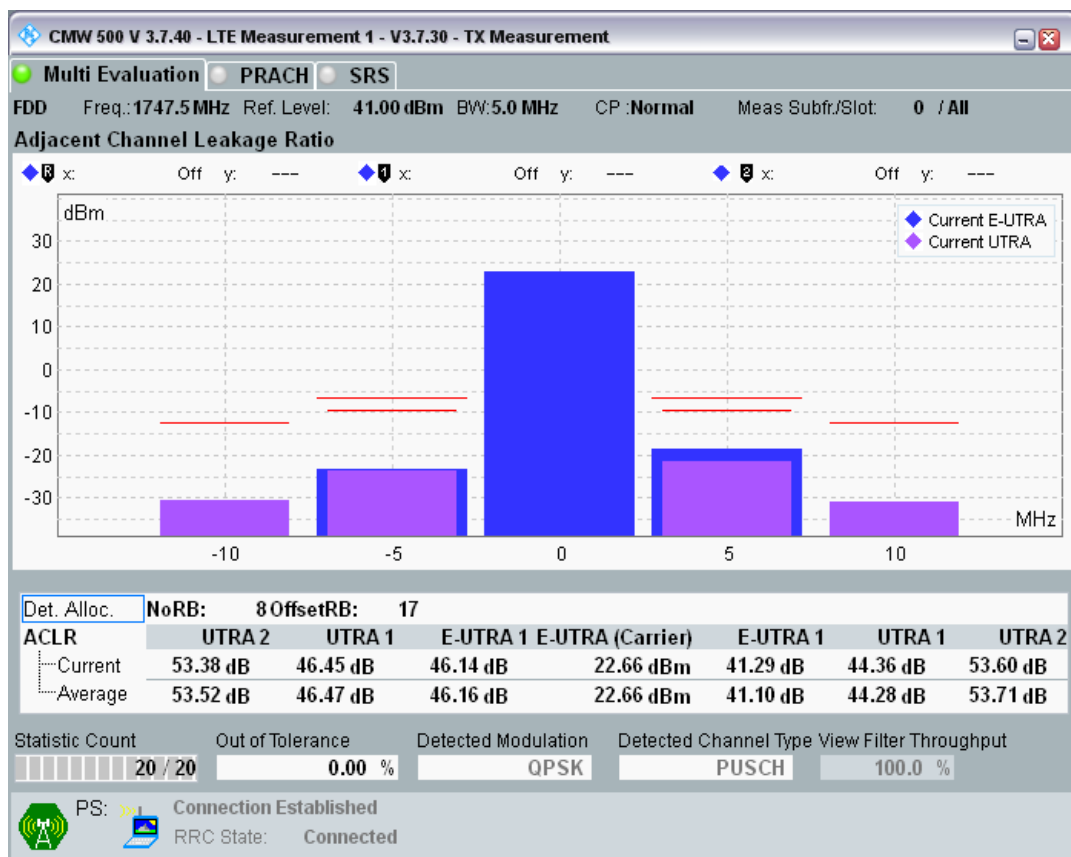 CMW 500 V 3.7.40 - LTE Measurement 1 - V3.7.30 - TX Measurement
Multi Evaluation PRACH SRS
FDD Freq.: 1747.5 MHz Ref. Level: 41.00 dBm BW: 5.0 MHz CP : Normal Meas Subfr./Slot: 0 / All
Adjacent Channel Leakage Ratio
R x: Off y: --- 1 x: Off y: --- 2 x: Off y: ---
dBm
Current E-UTRA
Current UTRA
30
20
10
0
-10
-20
-30
MHz
-10 -5 0 5 10
Det. Alloc. NoRB: 8 OffsetRB: 17
ACLR UTRA 2 UTRA 1 E-UTRA 1 E-UTRA (Carrier) E-UTRA 1 UTRA 1 UTRA 2
Current 53.38 dB 46.45 dB 46.14 dB 22.66 dBm 41.29 dB 44.36 dB 53.60 dB
Average 53.52 dB 46.47 dB 46.16 dB 22.66 dBm 41.10 dB 44.28 dB 53.71 dB
Statistic Count Out of Tolerance Detected Modulation Detected Channel Type View Filter Throughput
20 / 20 0.00 % QPSK PUSCH 100.0 %
PS: Connection Established
RRC State: Connected